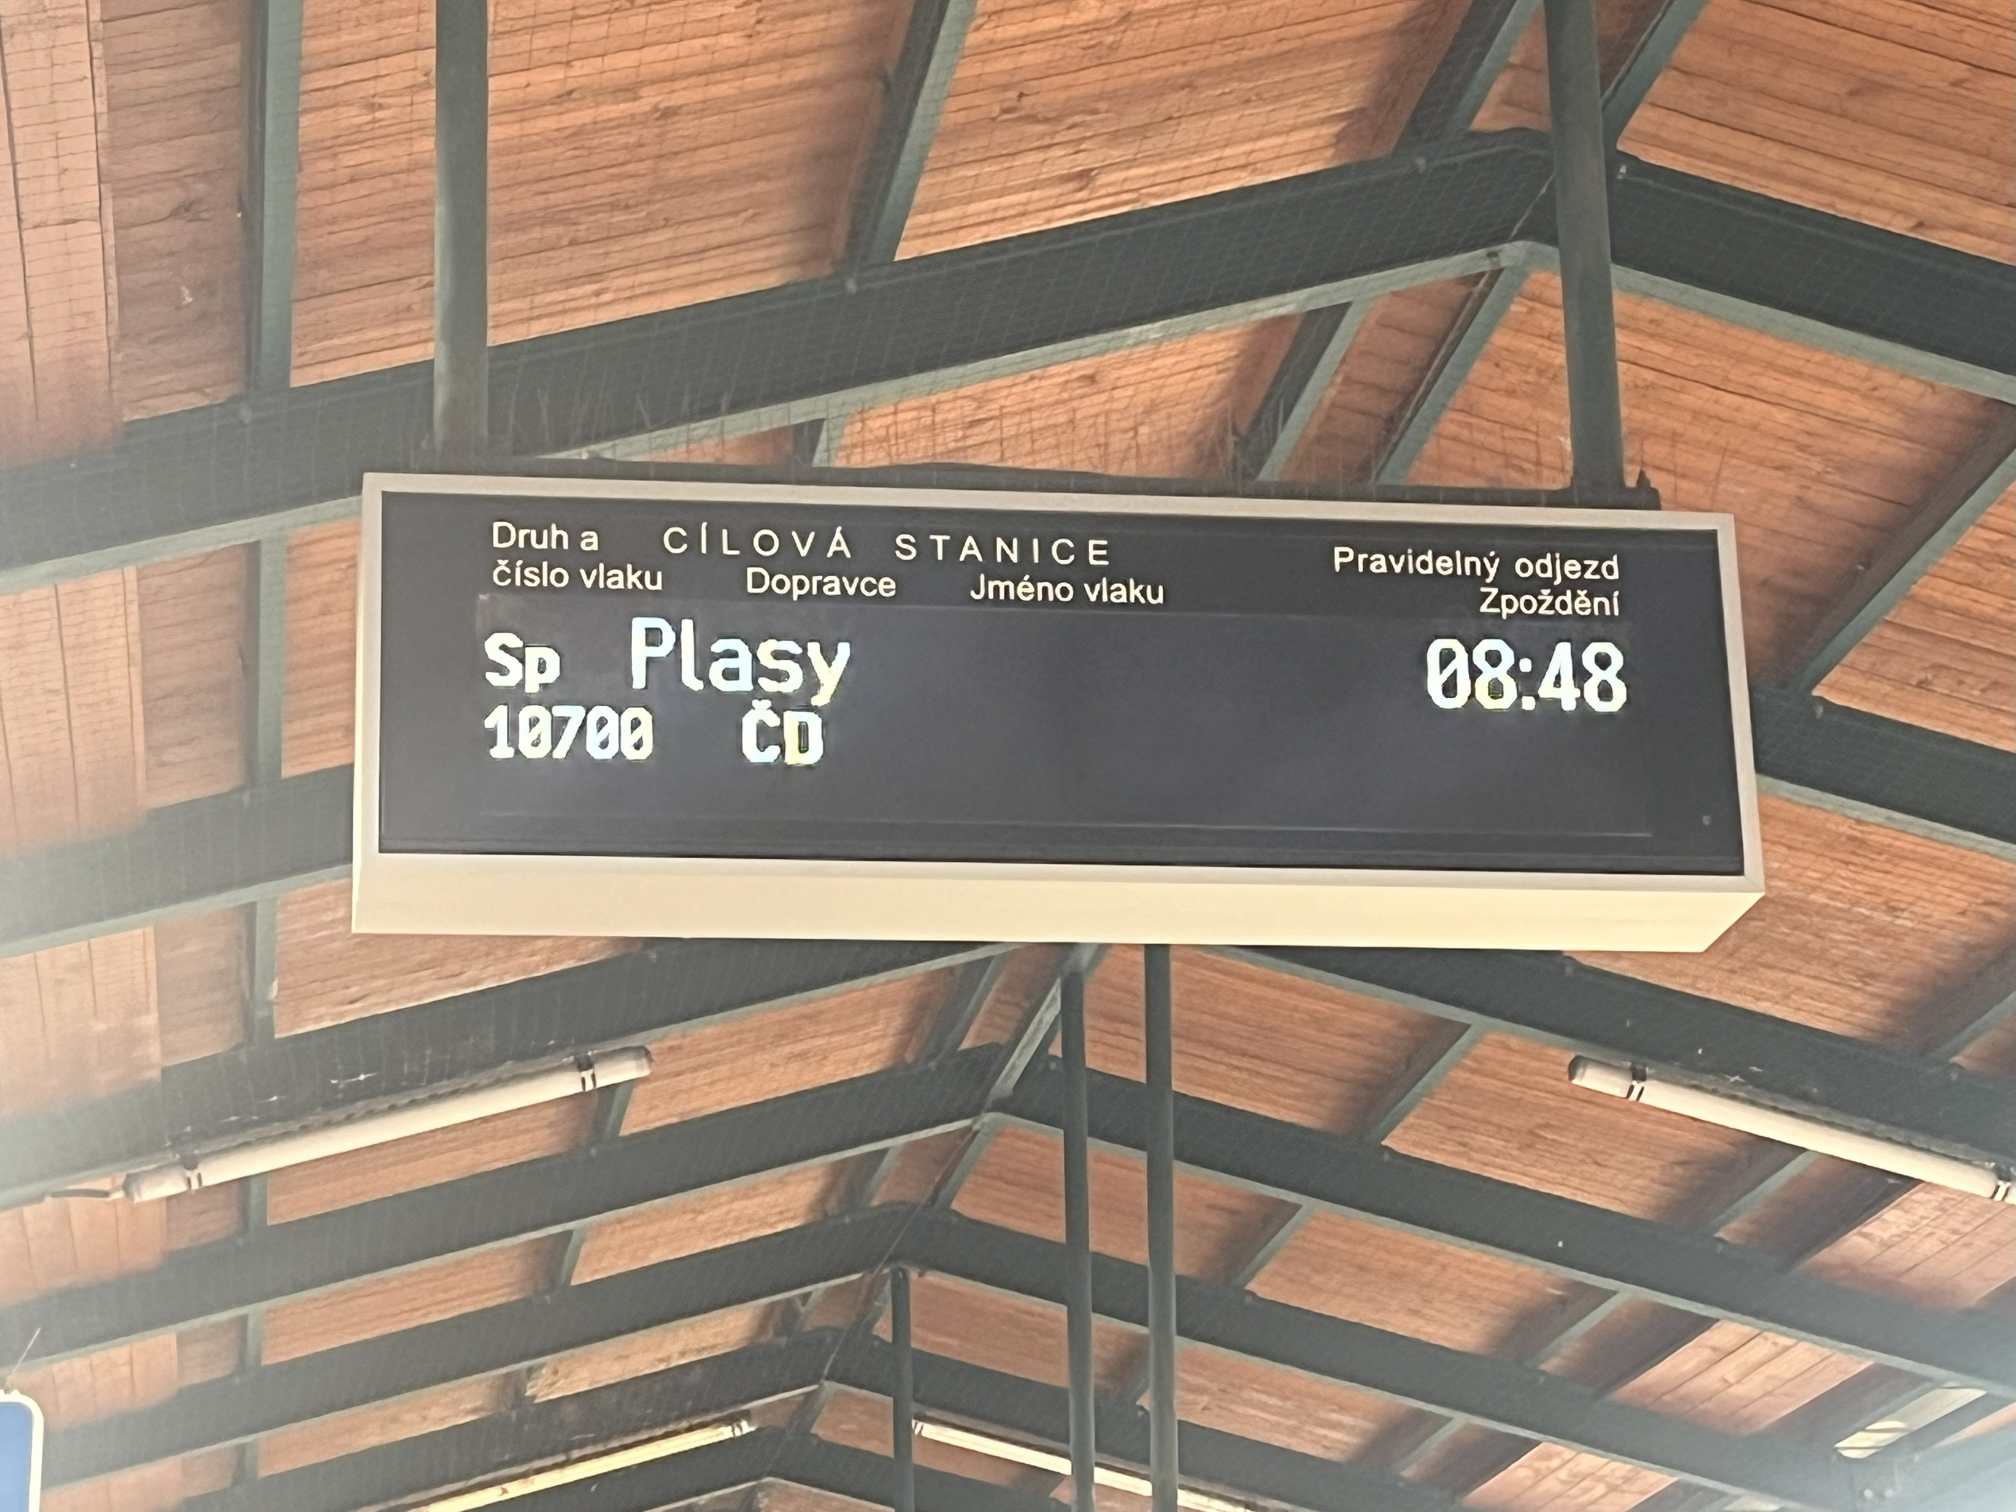 Druh a CÍLOVÁ STANICE Pravidelný odjezd
číslo vlaku Dopravce Jméno vlaku Zpoždění
Sp Plasy 08:48
10700 ČD